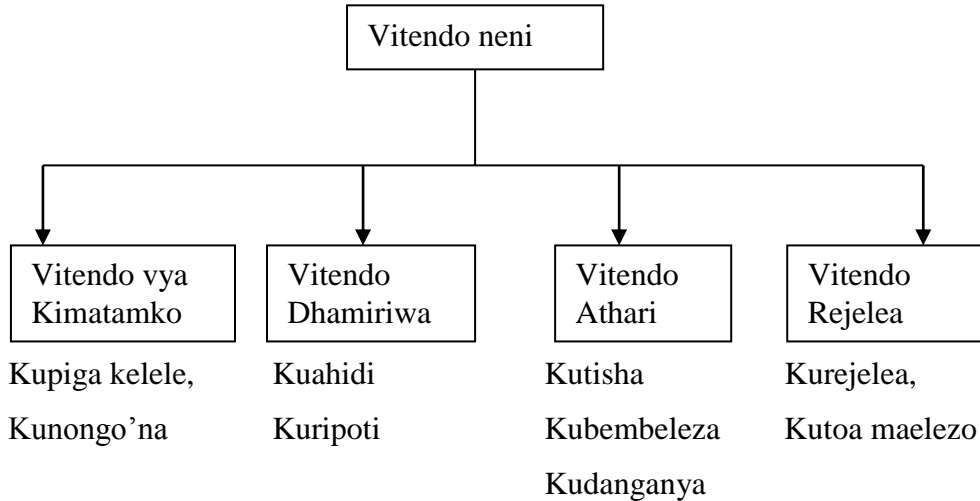 Vitendo neni
Vitendo vya
Kimatamko
Kupiga kelele,
Kunongo’na
Vitendo
Dhamiriwa
Kuahidi
Kuripoti
Vitendo
Athari
Kutisha
Kubembeleza
Kudanganya
Vitendo
Rejelea
Kurejelea,
Kutoa maelezo